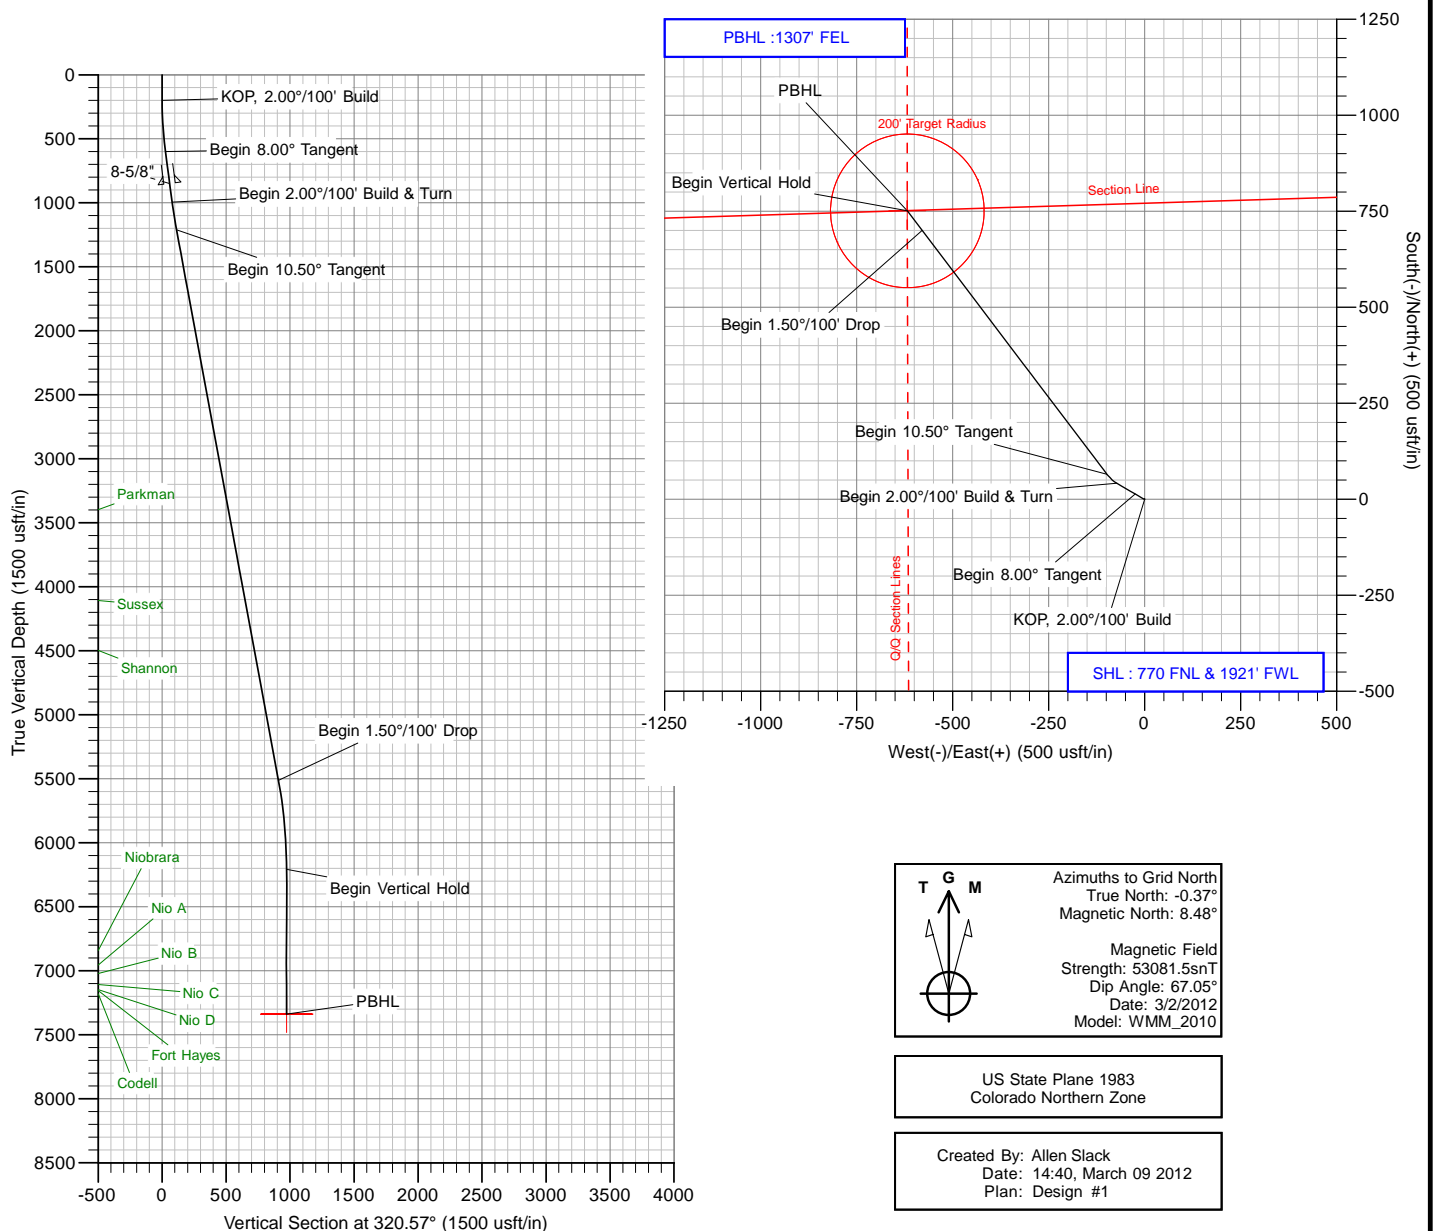 0
500
1000
1500
2000
2500
3000
3500
4000
4500
5000
5500
6000
6500
7000
7500
8000
8500
True Vertical Depth (1500 usft/in)
-500
0
500
1000
1500
2000
2500
3000
3500
4000
Vertical Section at 320.57° (1500 usft/in)
KOP, 2.00°/100' Build
Begin 8.00° Tangent
8-5/8"
Begin 2.00°/100' Build & Turn
Begin 10.50° Tangent
Parkman
Sussex
Shannon
Begin 1.50°/100' Drop
Niobrara
Begin Vertical Hold
Nio A
Nio B
Nio C
PBHL
Nio D
Fort Hayes
Codell
PBHL :1307' FEL
PBHL
200' Target Radius
Begin Vertical Hold
Section Line
Begin 1.50°/100' Drop
Begin 10.50° Tangent
Begin 2.00°/100' Build & Turn
Begin 8.00° Tangent
Q/Q Section Lines
KOP, 2.00°/100' Build
SHL : 770 FNL & 1921' FWL
1250
1000
750
500
250
0
-250
-500
South(-)/North(+) (500 usft/in)
-1250
-1000
-750
-500
-250
0
250
500
West(-)/East(+) (500 usft/in)
T G M
Azimuths to Grid North
True North: -0.37°
Magnetic North: 8.48°
Magnetic Field
Strength: 53081.5snT
Dip Angle: 67.05°
Date: 3/2/2012
Model: WMM_2010
US State Plane 1983
Colorado Northern Zone
Created By: Allen Slack
Date: 14:40, March 09 2012
Plan: Design #1